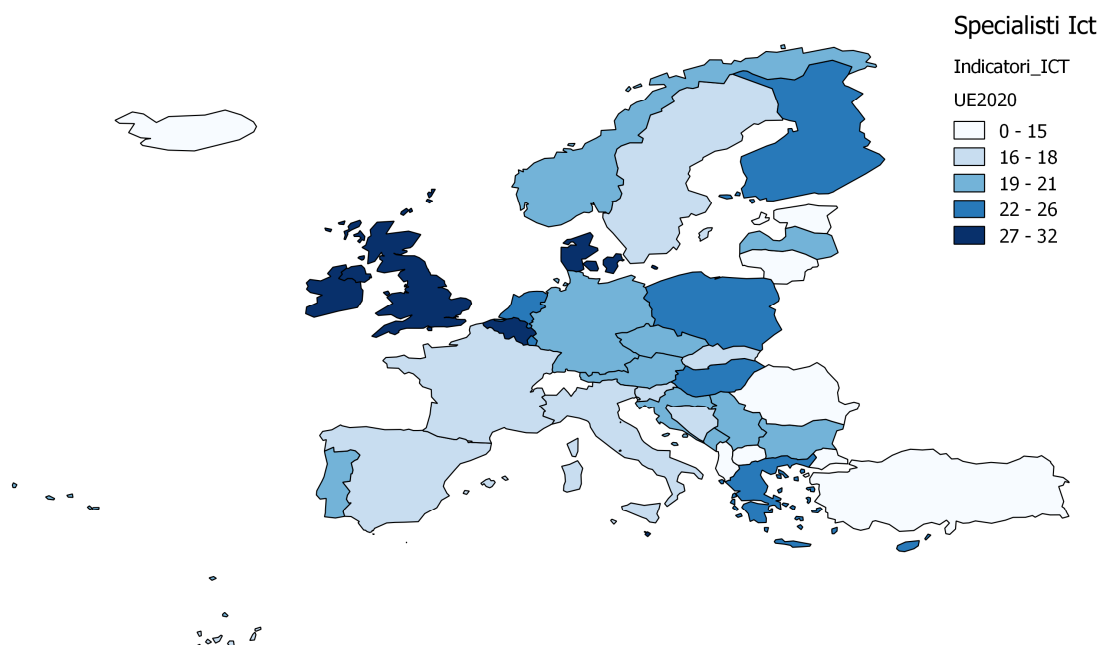 Specialisti Ict
Indicatori_ICT
UE2020
0 - 15
16 - 18
19 - 21
22 - 26
27 - 32